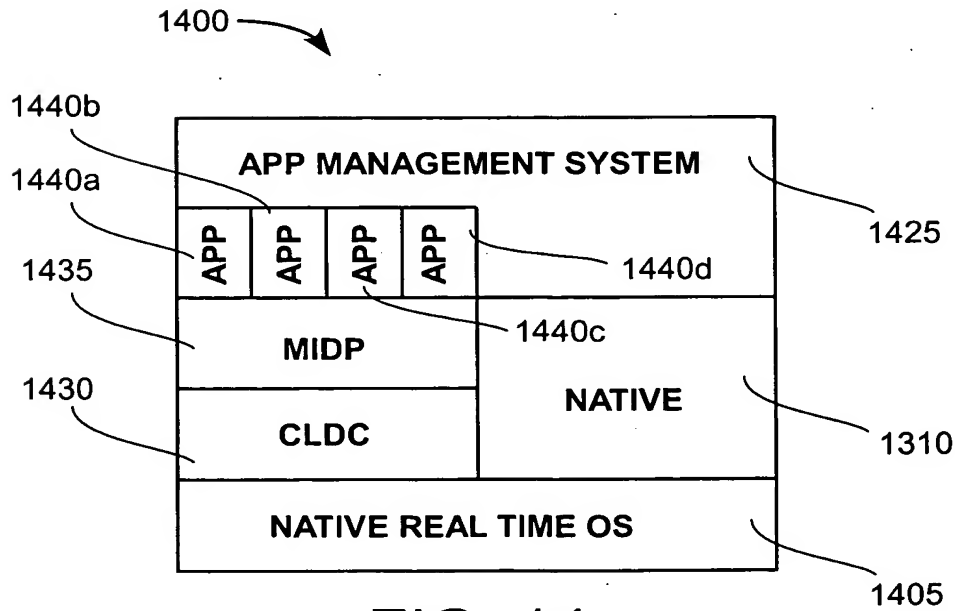 1400
1440b
APP MANAGEMENT SYSTEM
1440a
APP APP APP APP
1425
1440d
1435
1440c
MIDP
1430
NATIVE
CLDC
1310
NATIVE REAL TIME OS
1405